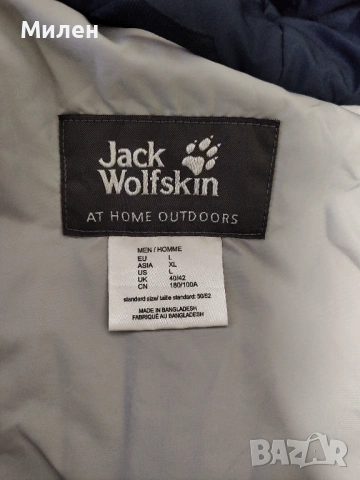 Милен
Jack
Wolfskin
AT HOME OUTDOORS
MEN / HOMME
EU L
ASIA XL
US L
UK 40/42
CN 180/100A
standard size/ taille standard: 50/52
MADE IN BANGLADESH
FABRIQUÉ AU BANGLADESH
BAZAR